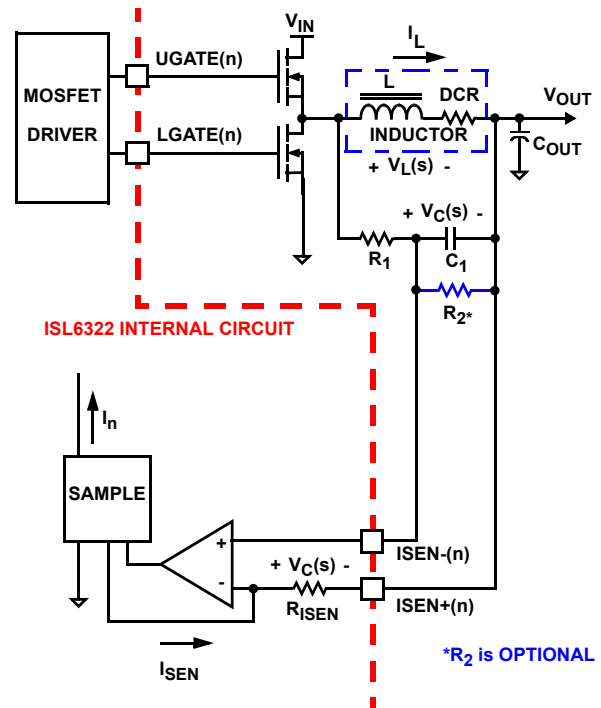 V_IN
I_L
UGATE(n)
MOSFET
DRIVER
L
DCR
V_OUT
LGATE(n)
INDUCTOR
C_OUT
+ V_L(s) -
+ V_C(s) -
R_1
C_1
R_2*
ISL6322 INTERNAL CIRCUIT
I_n
SAMPLE
+
-
+ V_C(s) -
ISEN-(n)
R_ISEN
ISEN+(n)
I_SEN
*R_2 is OPTIONAL